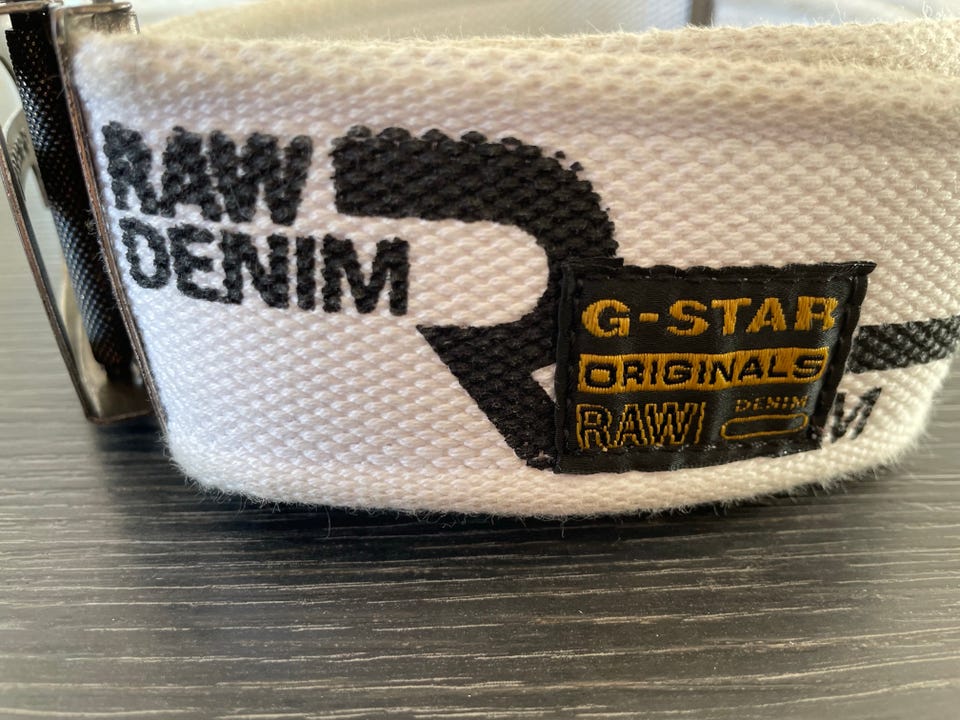 RAW
DENIM
R
G-STAR
ORIGINALS
RAW DENIM
M